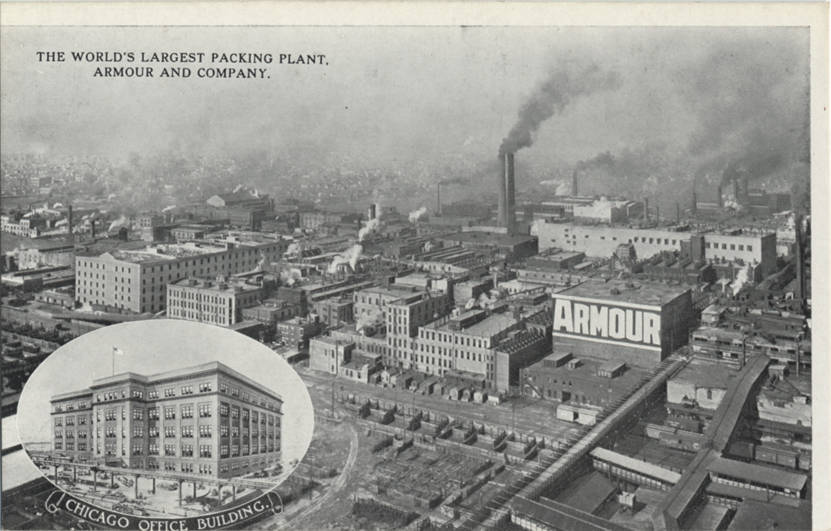 THE WORLD'S LARGEST PACKING PLANT,
ARMOUR AND COMPANY.
ARMOUR
CHICAGO OFFICE BUILDING.